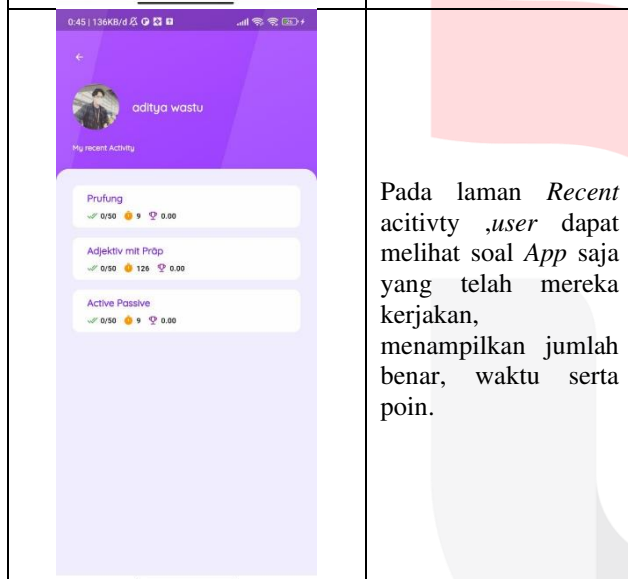 0:45 | 136KB/d
aditya wastu
My recent Activity
Prufung
0/50 9 0.00
Adjektiv mit Präp
0/50 126 0.00
Active Passive
0/50 9 0.00
Pada laman Recent
acitivty ,user dapat
melihat soal App saja
yang telah mereka
kerjakan,
menampilkan jumlah
benar, waktu serta
poin.